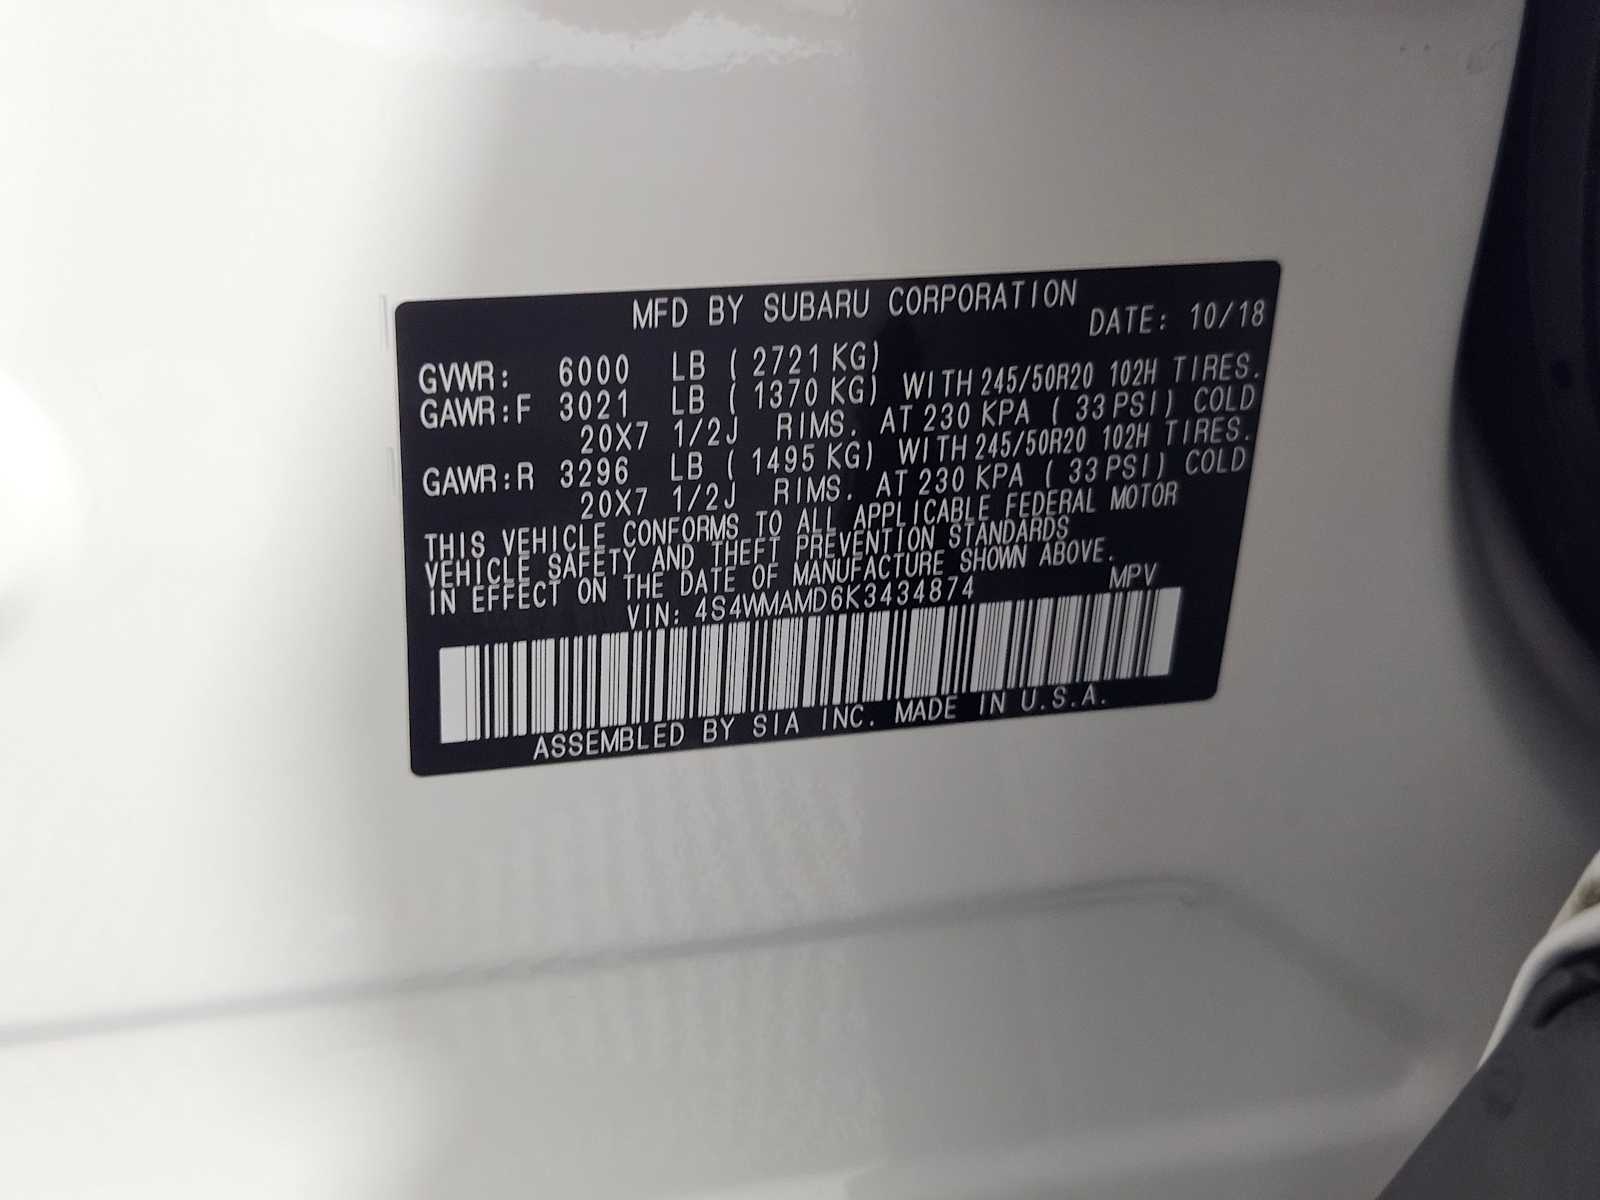 MFD BY SUBARU CORPORATION
DATE: 10/18
GVWR: 6000 LB ( 2721 KG)
GAWR:F 3021 LB ( 1370 KG) WITH 245/50R20 102H TIRES.
20X7 1/2J RIMS. AT 230 KPA ( 33 PSI) COLD
GAWR:R 3296 LB ( 1495 KG) WITH 245/50R20 102H TIRES.
20X7 1/2J RIMS. AT 230 KPA ( 33 PSI) COLD
THIS VEHICLE CONFORMS TO ALL APPLICABLE FEDERAL MOTOR
VEHICLE SAFETY AND THEFT PREVENTION STANDARDS
IN EFFECT ON THE DATE OF MANUFACTURE SHOWN ABOVE.
VIN: 4S4WMAMD6K3434874 MPV
ASSEMBLED BY SIA INC. MADE IN U.S.A.